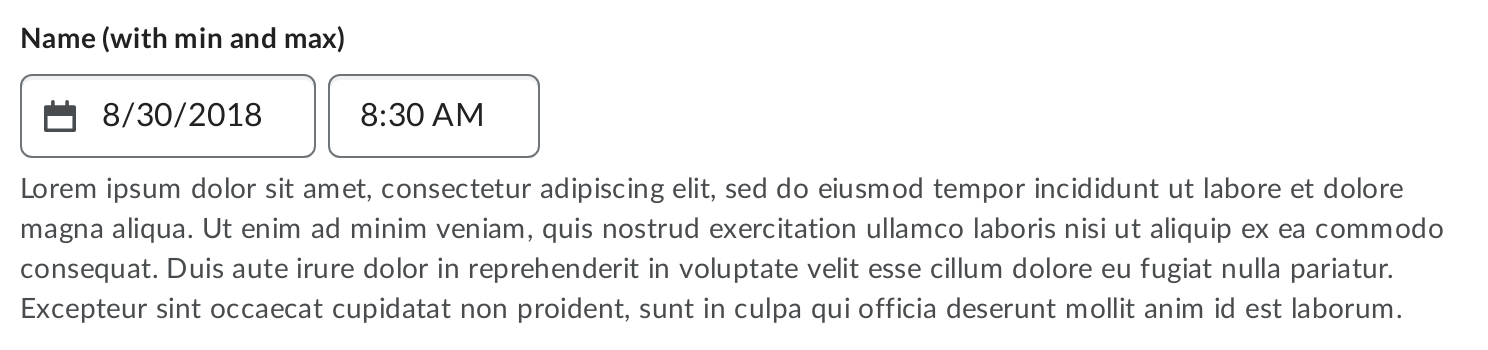 Name (with min and max)
8/30/2018 8:30 AM
Lorem ipsum dolor sit amet, consectetur adipiscing elit, sed do eiusmod tempor incididunt ut labore et dolore
magna aliqua. Ut enim ad minim veniam, quis nostrud exercitation ullamco laboris nisi ut aliquip ex ea commodo
consequat. Duis aute irure dolor in reprehenderit in voluptate velit esse cillum dolore eu fugiat nulla pariatur.
Excepteur sint occaecat cupidatat non proident, sunt in culpa qui officia deserunt mollit anim id est laborum.